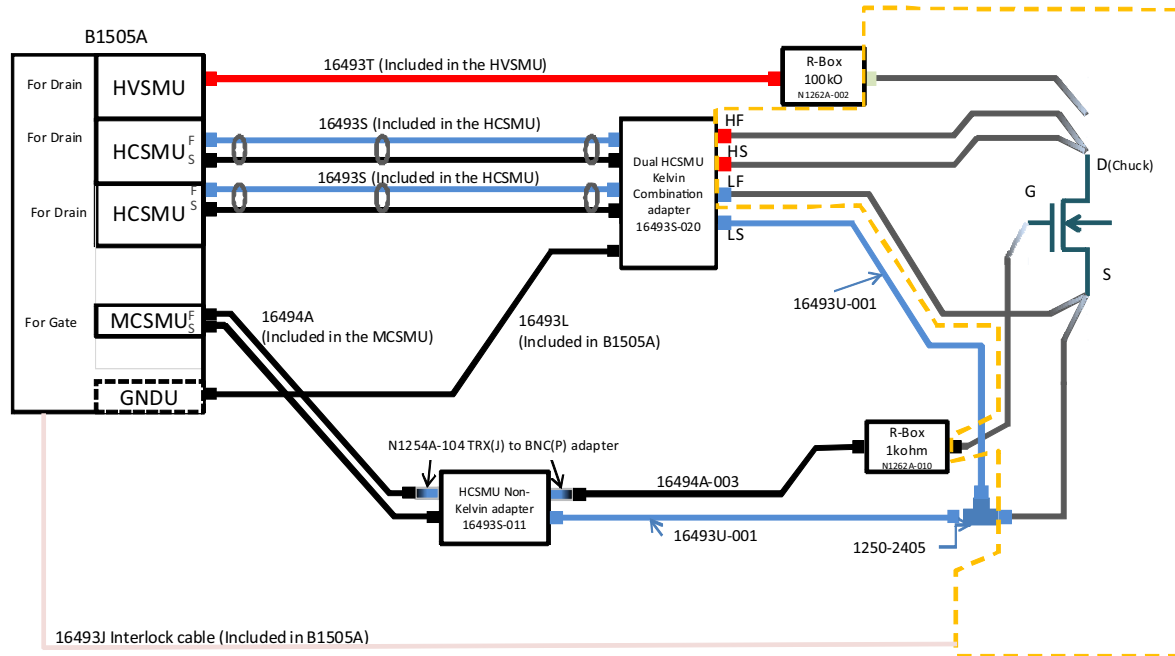 B1505A
For Drain
HVSMU
16493T (Included in the HVSMU)
R-Box
100kO
N1262A-002
For Drain
HCSMU
F
S
16493S (Included in the HCSMU)
For Drain
HCSMU
F
S
16493S (Included in the HCSMU)
Dual HCSMU
Kelvin
Combination
adapter
16493S-020
HF
HS
LF
LS
D(Chuck)
G
S
16493U-001
For Gate
MCSMU
F
S
16494A
(Included in the MCSMU)
16493L
(Included in B1505A)
GNDU
N1254A-104 TRX(J) to BNC(P) adapter
HCSMU Non-
Kelvin adapter
16493S-011
16494A-003
R-Box
1kohm
N1262A-010
16493U-001
1250-2405
16493J Interlock cable (Included in B1505A)